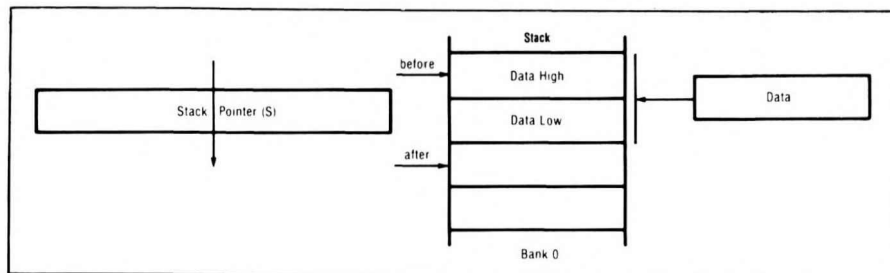 Stack
before
Data High
Data
Stack Pointer (S)
Data Low
after
Bank 0